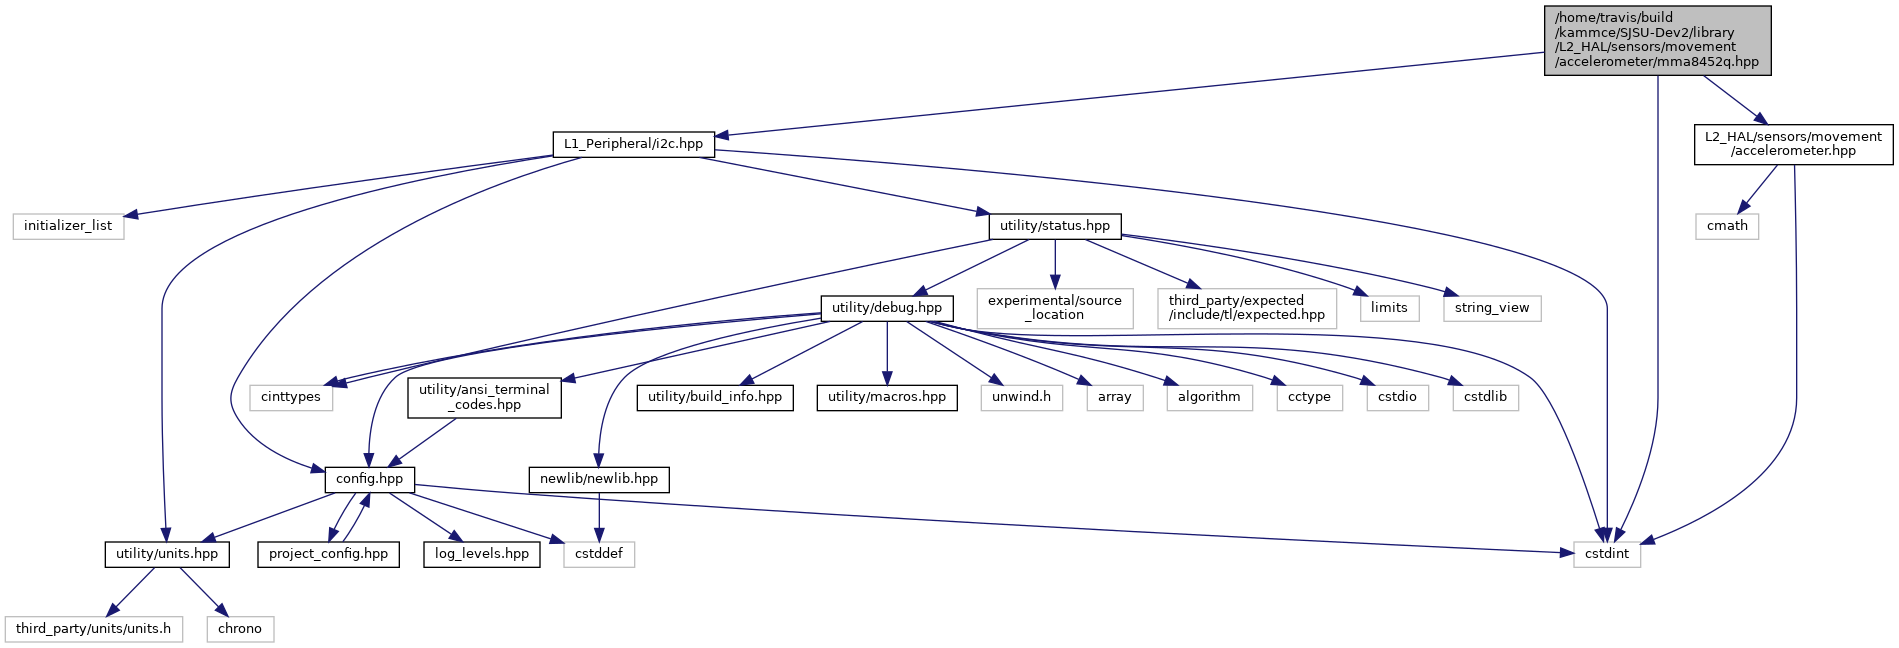 /home/travis/build
/kammce/SJSU-Dev2/library
/L2_HAL/sensors/movement
/accelerometer/mma8452q.hpp
L1_Peripheral/i2c.hpp
L2_HAL/sensors/movement
/accelerometer.hpp
initializer_list
utility/status.hpp
cmath
utility/debug.hpp
experimental/source
_location
third_party/expected
/include/tl/expected.hpp
limits
string_view
cinttypes
utility/ansi_terminal
_codes.hpp
utility/build_info.hpp
utility/macros.hpp
unwind.h
array
algorithm
cctype
cstdio
cstdlib
config.hpp
newlib/newlib.hpp
utility/units.hpp
project_config.hpp
log_levels.hpp
cstddef
cstdint
third_party/units/units.h
chrono